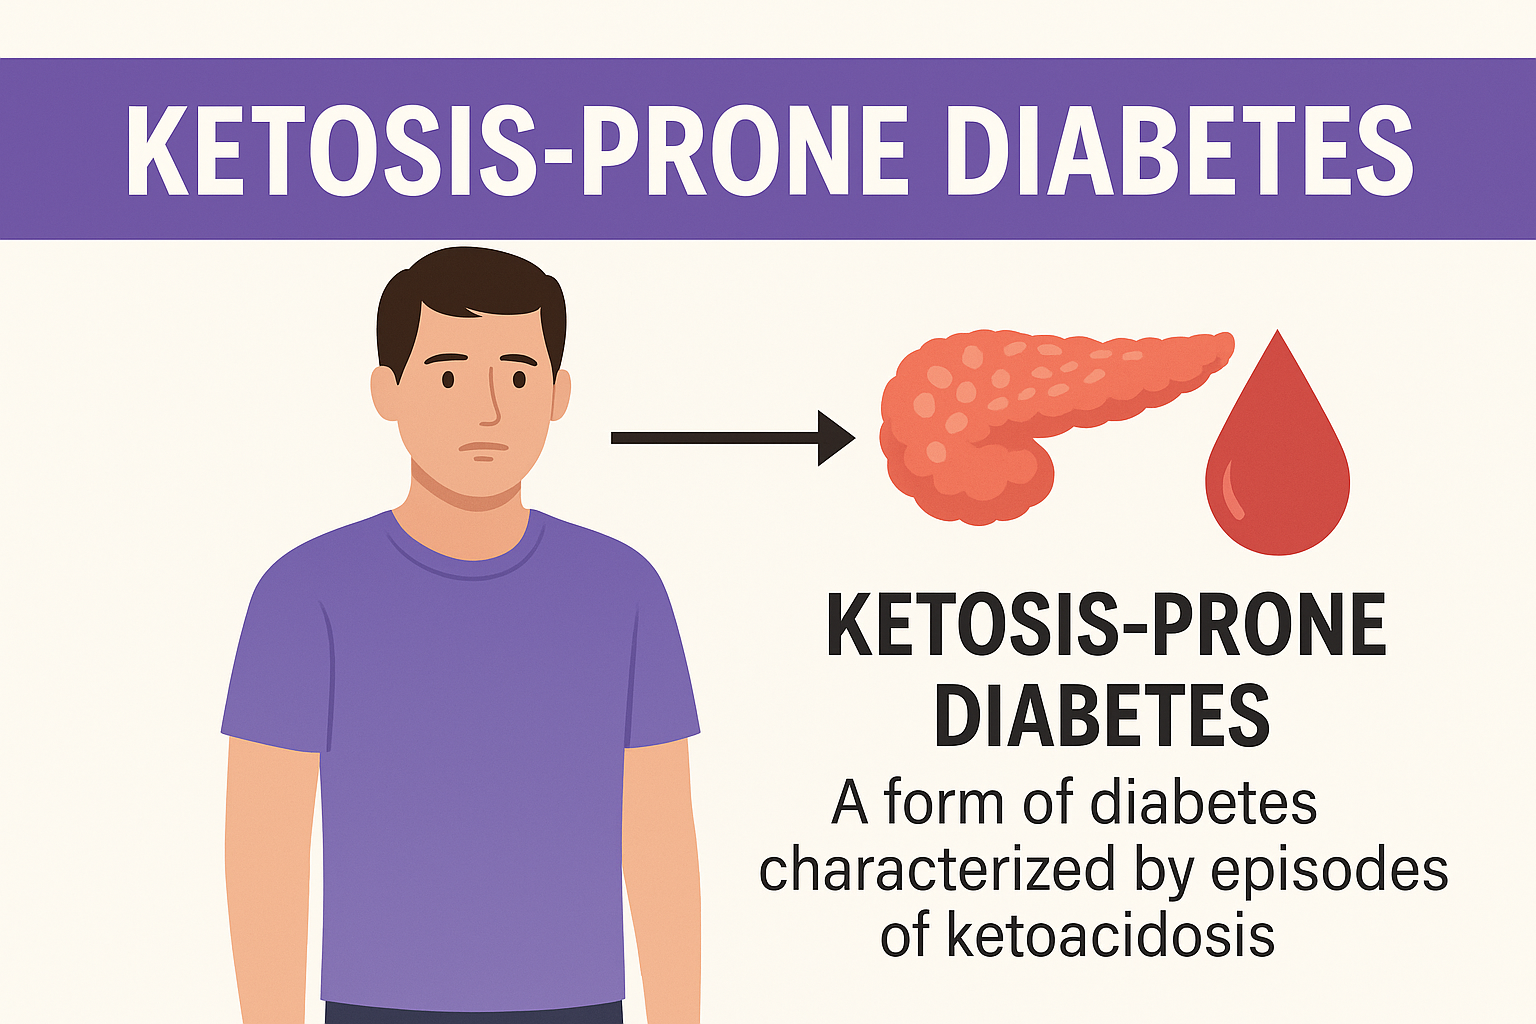 KETOSIS-PRONE DIABETES
KETOSIS-PRONE
DIABETES
A form of diabetes
characterized by episodes
of ketoacidosis